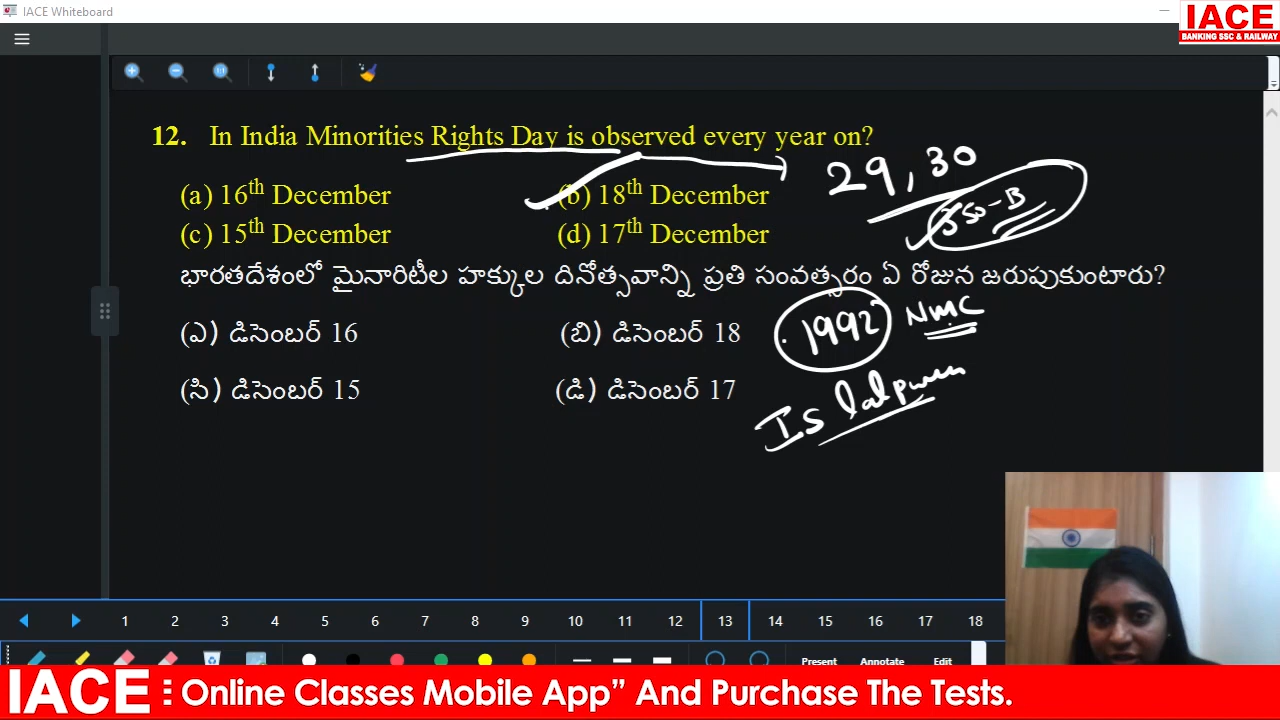 IACE Whiteboard
IACE
BANKING SSC & RAILWAY
12. In India Minorities Rights Day is observed every year on?
29, 30
(a) 16th December (b) 18th December
350-B
(c) 15th December (d) 17th December
భారతదేశంలో మైనారిటీల హక్కుల దినోత్సవాన్ని ప్రతి సంవత్సరం ఏ రోజున జరుపుకుంటారు?
(ఎ) డిసెంబర్ 16 (బి) డిసెంబర్ 18
1992 NMC
(సి) డిసెంబర్ 15 (డి) డిసెంబర్ 17
Is lalpura
1 2 3 4 5 6 7 8 9 10 11 12 13 14 15 16 17 18
Present Annotate Edit
IACE Online Classes Mobile App” And Purchase The Tests.